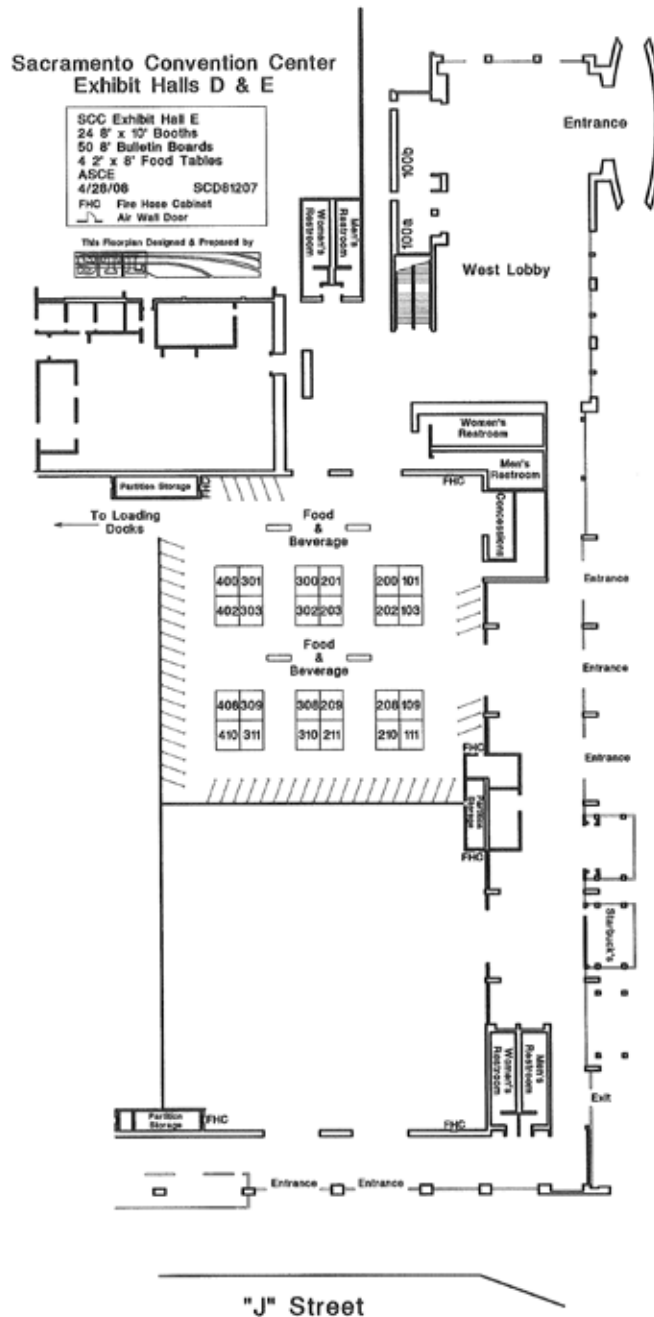 Sacramento Convention Center
Exhibit Halls D & E
SCC Exhibit Hall E
24 8' x 10' Booths
50 8' Bulletin Boards
4 2' x 8' Food Tables
ASCE
4/28/06 SCD81207
FHC Fire Hose Cabinet
Air Wall Door
This Floorplan Designed & Prepared by
Entrance
100b
100a
Women's
Restroom
Men's
Restroom
West Lobby
Women's
Restroom
Men's
Restroom
FHC
Concessions
Partition Storage
FHC
To Loading
Docks
Food
&
Beverage
400 301
300 201
200 101
402 303
302 203
202 103
Entrance
Food
&
Beverage
Entrance
408 309
308 209
208 109
410 311
310 211
210 111
FHC
Entrance
Partition
Storage
FHC
Starbuck's
Women's
Restroom
Men's
Restroom
Exit
Partition
Storage
FHC
FHC
Entrance
Entrance
"J" Street